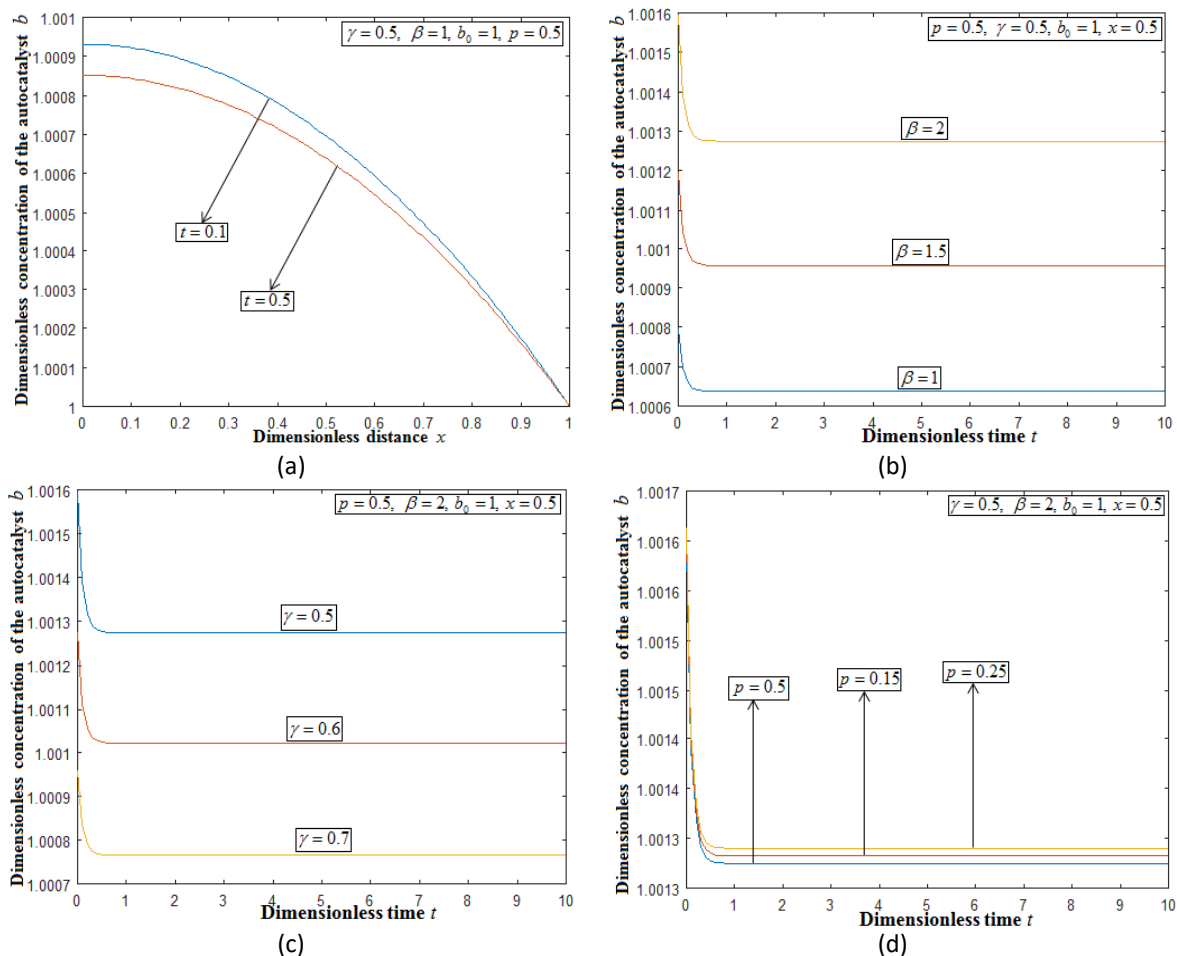 Dimensionless concentration of the autocatalyst b
1.001
1.0009
1.0008
1.0007
1.0006
1.0005
1.0004
1.0003
1.0002
1.0001
1
γ = 0.5, β = 1, b₀ = 1, p = 0.5
t = 0.1
t = 0.5
0 0.1 0.2 0.3 0.4 0.5 0.6 0.7 0.8 0.9 1
Dimensionless distance x
(a)
Dimensionless concentration of the autocatalyst b
1.0016
1.0015
1.0014
1.0013
1.0012
1.0011
1.001
1.0009
1.0008
1.0007
1.0006
p = 0.5, γ = 0.5, b₀ = 1, x = 0.5
β = 2
β = 1.5
β = 1
0 1 2 3 4 5 6 7 8 9 10
Dimensionless time t
(b)
Dimensionless concentration of the autocatalyst b
1.0016
1.0015
1.0014
1.0013
1.0012
1.0011
1.001
1.0009
1.0008
1.0007
p = 0.5, β = 2, b₀ = 1, x = 0.5
γ = 0.5
γ = 0.6
γ = 0.7
0 1 2 3 4 5 6 7 8 9 10
Dimensionless time t
(c)
Dimensionless concentration of the autocatalyst b
1.0017
1.0016
1.0016
1.0015
1.0015
1.0014
1.0014
1.0013
1.0013
γ = 0.5, β = 2, b₀ = 1, x = 0.5
p = 0.5
p = 0.15
p = 0.25
0 1 2 3 4 5 6 7 8 9 10
Dimensionless time t
(d)